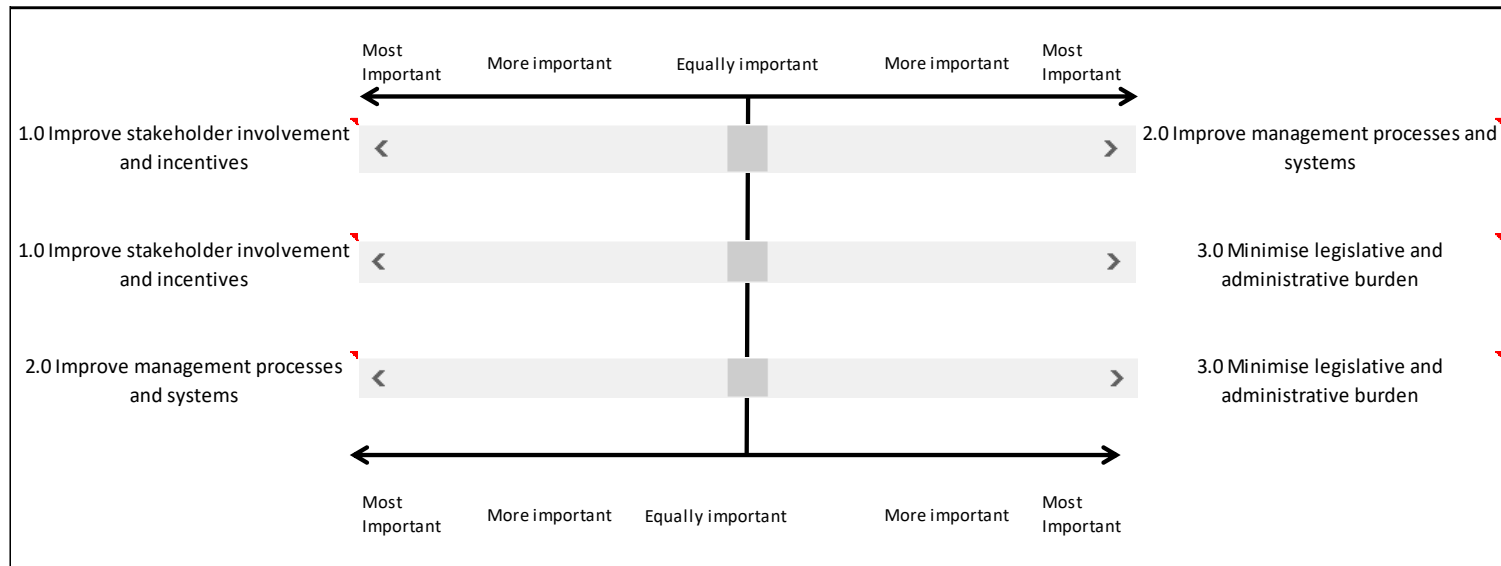 Most
Important
More important
Equally important
More important
Most
Important
1.0 Improve stakeholder involvement
and incentives
2.0 Improve management processes and
systems
1.0 Improve stakeholder involvement
and incentives
3.0 Minimise legislative and
administrative burden
2.0 Improve management processes
and systems
3.0 Minimise legislative and
administrative burden
Most
Important
More important
Equally important
More important
Most
Important